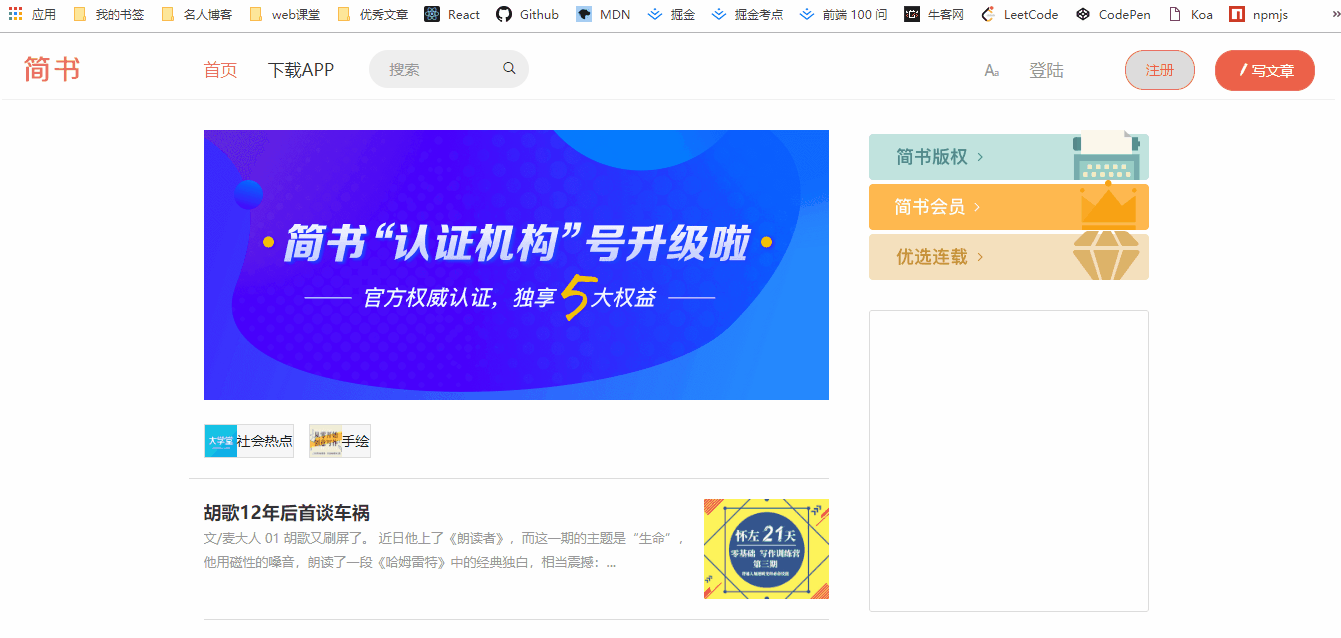 应用 我的书签 名人博客 web课堂 优秀文章 React Github MDN 掘金 掘金考点 前端 100 问 牛客网 LeetCode CodePen Koa npmjs »
简书 首页 下载APP 搜索 Aa 登陆 注册 写文章
简书“认证机构”号升级啦
官方权威认证，独享5大权益
简书版权 >
简书会员 >
优选连载 >
大学堂 社会热点 手绘
胡歌12年后首谈车祸
文/麦大人 01 胡歌又刷屏了。 近日他上了《朗读者》，而这一期的主题是“生命”，
他用磁性的嗓音，朗读了一段《哈姆雷特》中的经典独白，相当震撼：...
怀左 21天
零基础 写作训练营
第三期